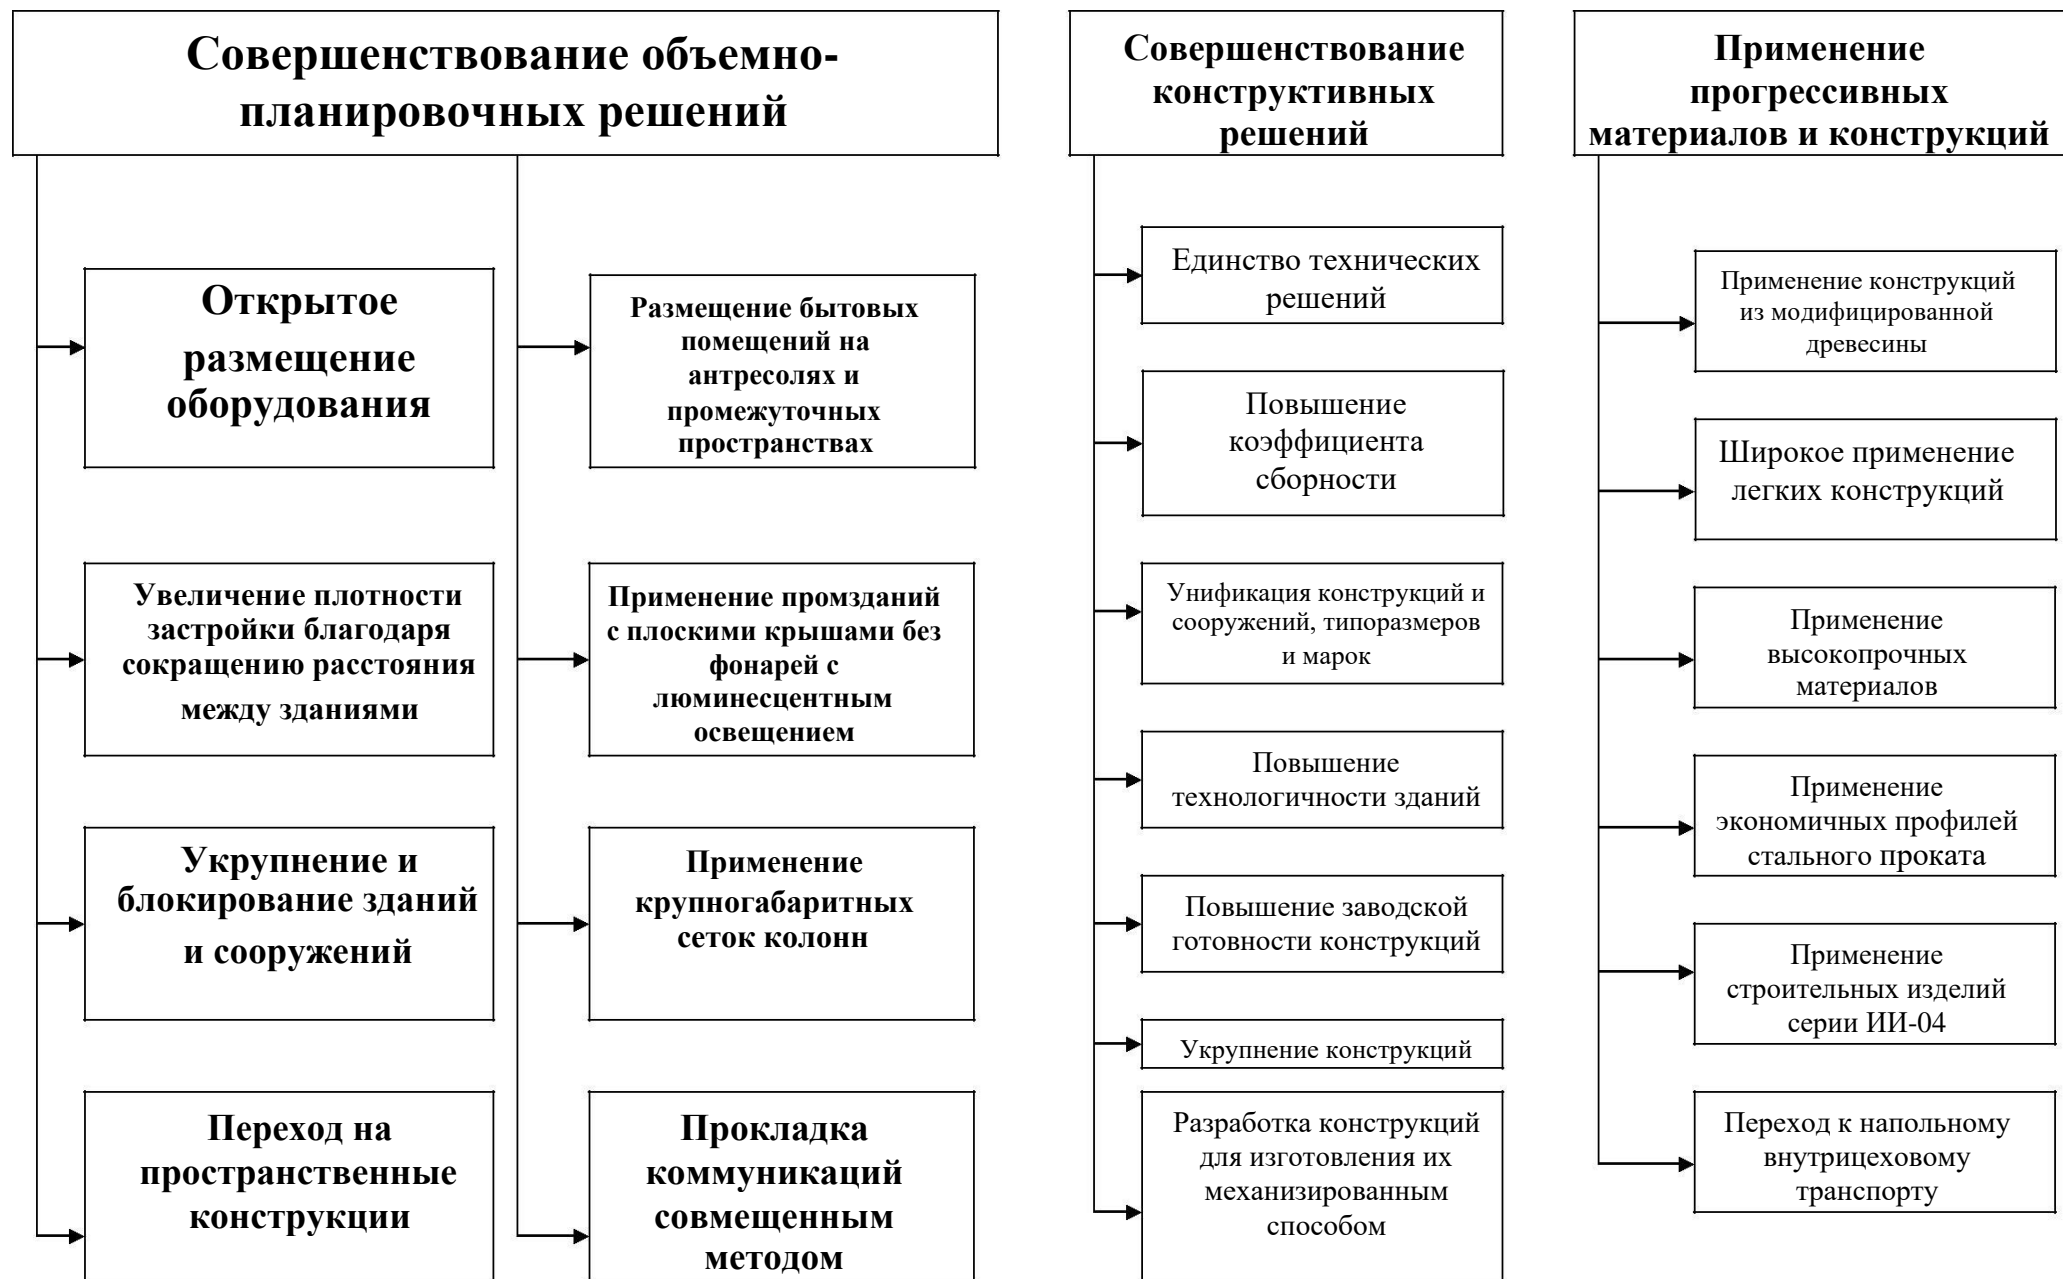 Совершенствование объемно-
планировочных решений
Открытое
размещение
оборудования
Увеличение плотности
застройки благодаря
сокращению расстояния
между зданиями
Укрупнение и
блокирование зданий
и сооружений
Переход на
пространственные
конструкции
Размещение бытовых
помещений на
антресолях и
промежуточных
пространствах
Применение промзданий
с плоскими крышами без
фонарей с
люминесцентным
освещением
Применение
крупногабаритных
сеток колонн
Прокладка
коммуникаций
совмещенным
методом
Совершенствование
конструктивных
решений
Единство технических
решений
Повышение
коэффициента
сборности
Унификация конструкций и
сооружений, типоразмеров
и марок
Повышение
технологичности зданий
Повышение заводской
готовности конструкций
Укрупнение конструкций
Разработка конструкций
для изготовления их
механизированным
способом
Применение
прогрессивных
материалов и конструкций
Применение конструкций
из модифицированной
древесины
Широкое применение
легких конструкций
Применение
высокопрочных
материалов
Применение
экономичных профилей
стального проката
Применение
строительных изделий
серии ИИ-04
Переход к напольному
внутрицеховому
транспорту